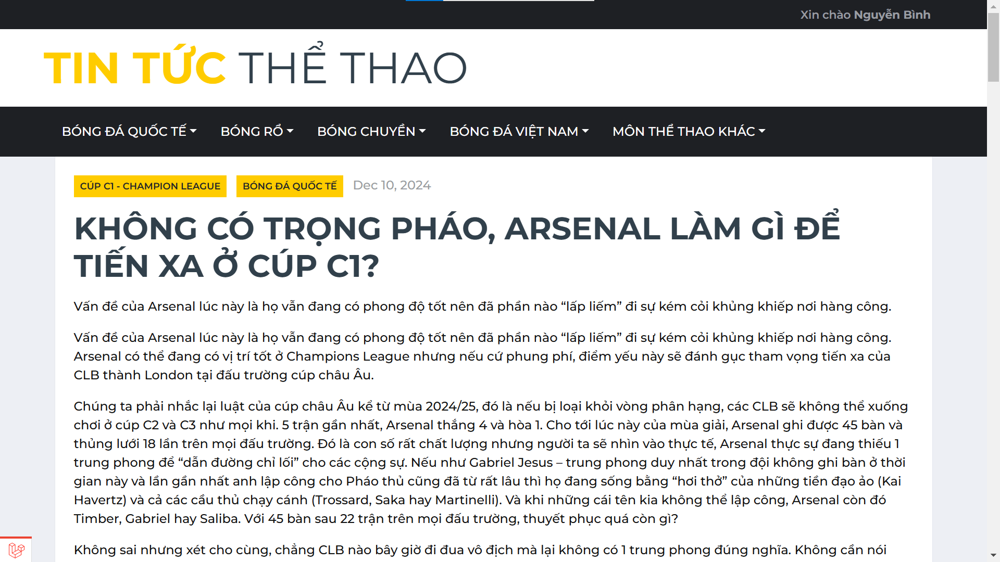 Xin chào Nguyễn Bình
TIN TỨC THỂ THAO
BÓNG ĐÁ QUỐC TẾ BÓNG RỔ BÓNG CHUYỀN BÓNG ĐÁ VIỆT NAM MÔN THỂ THAO KHÁC
CÚP C1 - CHAMPION LEAGUE BÓNG ĐÁ QUỐC TẾ Dec 10, 2024
KHÔNG CÓ TRỌNG PHÁO, ARSENAL LÀM GÌ ĐỂ
TIẾN XA Ở CÚP C1?
Vấn đề của Arsenal lúc này là họ vẫn đang có phong độ tốt nên đã phần nào “lấp liếm” đi sự kém cỏi khủng khiếp nơi hàng công.
Vấn đề của Arsenal lúc này là họ vẫn đang có phong độ tốt nên đã phần nào “lấp liếm” đi sự kém cỏi khủng khiếp nơi hàng công.
Arsenal có thể đang có vị trí tốt ở Champions League nhưng nếu cứ phung phí, điểm yếu này sẽ đánh gục tham vọng tiến xa của
CLB thành London tại đấu trường cúp châu Âu.
Chúng ta phải nhắc lại luật của cúp châu Âu kể từ mùa 2024/25, đó là nếu bị loại khỏi vòng phân hạng, các CLB sẽ không thể xuống
chơi ở cúp C2 và C3 như mọi khi. 5 trận gần nhất, Arsenal thắng 4 và hòa 1. Cho tới lúc này của mùa giải, Arsenal ghi được 45 bàn và
thủng lưới 18 lần trên mọi đấu trường. Đó là con số rất chất lượng nhưng người ta sẽ nhìn vào thực tế, Arsenal thực sự đang thiếu 1
trung phong để “dẫn đường chỉ lối” cho các cộng sự. Nếu như Gabriel Jesus – trung phong duy nhất trong đội không ghi bàn ở thời
gian này và lần gần nhất anh lập công cho Pháo thủ cũng đã từ rất lâu thì họ đang sống bằng “hơi thở” của những tiền đạo ảo (Kai
Havertz) và cả các cầu thủ chạy cánh (Trossard, Saka hay Martinelli). Và khi những cái tên kia không thể lập công, Arsenal còn đó
Timber, Gabriel hay Saliba. Với 45 bàn sau 22 trận trên mọi đấu trường, thuyết phục quá còn gì?
Không sai nhưng xét cho cùng, chẳng CLB nào bây giờ đi đua vô địch mà lại không có 1 trung phong đúng nghĩa. Không cần nói